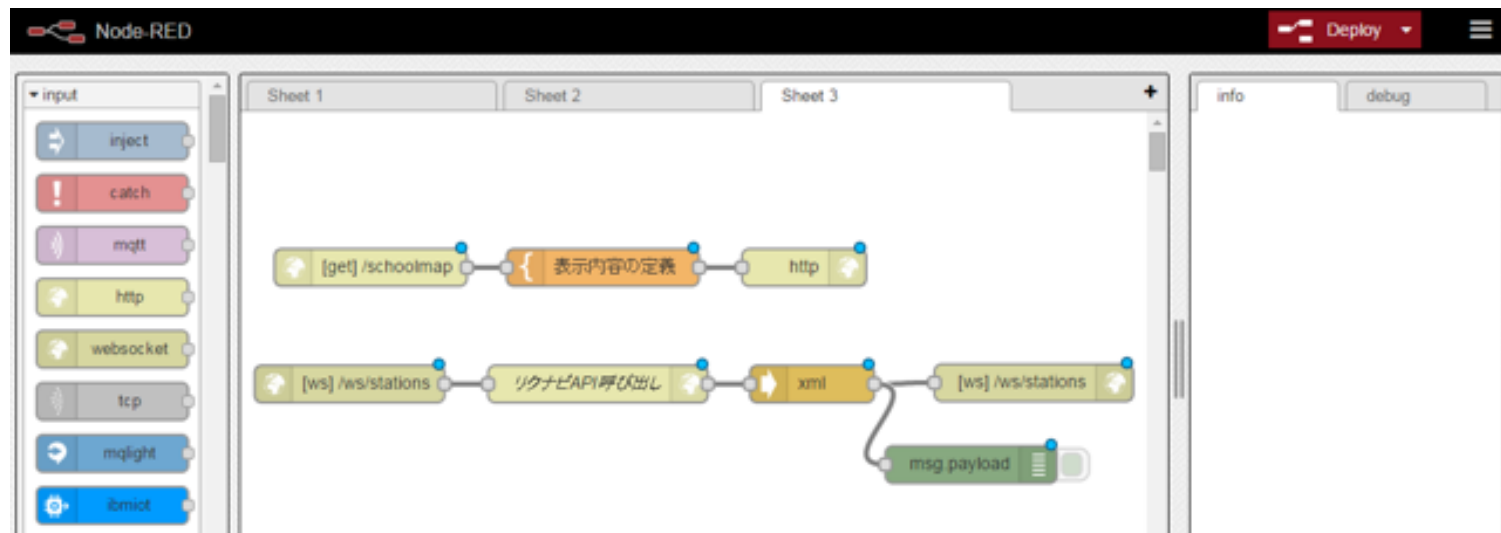 Node-RED
Deploy
input
Sheet 1
Sheet 2
Sheet 3
+
info
debug
inject
catch
mqtt
http
websocket
tcp
mqlight
ibmiot
[get] /schoolmap
表示内容の定義
http
[ws] /ws/stations
リクナビAPI呼び出し
xml
[ws] /ws/stations
msg.payload